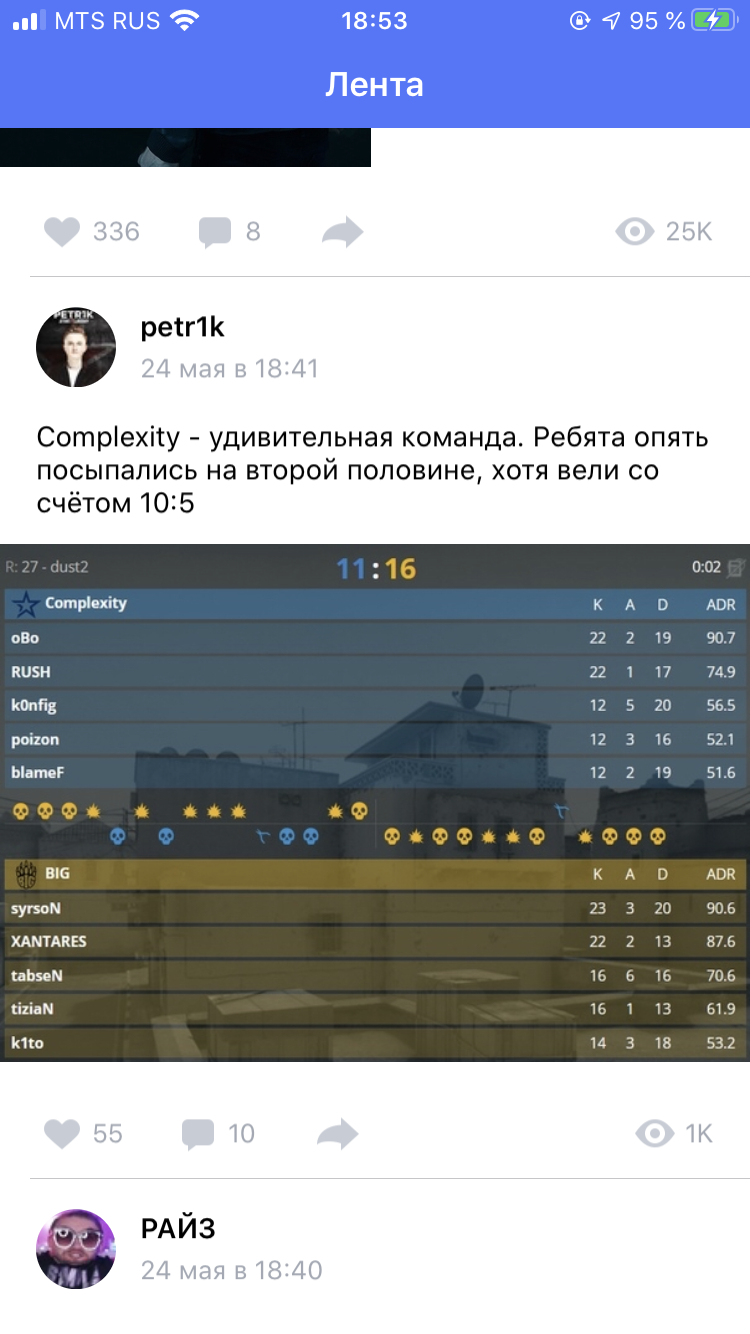 MTS RUS 18:53 95 %
Лента
336 8 25K
PETR1K
petr1k
24 мая в 18:41
Complexity - удивительная команда. Ребята опять
посыпались на второй половине, хотя вели со
счётом 10:5
R: 27 - dust2 11:16 0:02
Complexity K A D ADR
oBo 22 2 19 90.7
RUSH 22 1 17 74.9
k0nfig 12 5 20 56.5
poizon 12 3 16 52.1
blameF 12 2 19 51.6
BIG K A D ADR
syrsoN 23 3 20 90.6
XANTARES 22 2 13 87.6
tabseN 16 6 16 70.6
tiziaN 16 1 13 61.9
k1to 14 3 18 53.2
55 10 1K
РАЙЗ
24 мая в 18:40